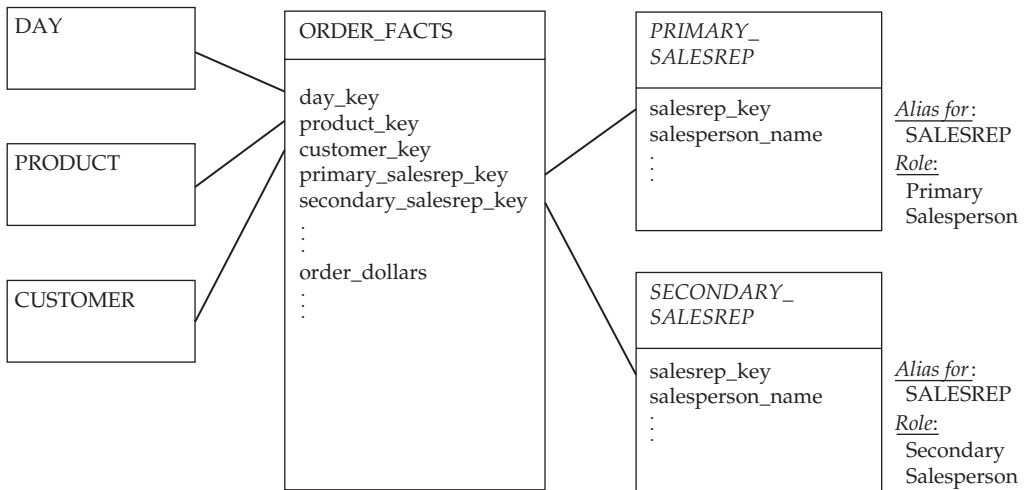 DAY
PRODUCT
CUSTOMER
ORDER_FACTS
day_key
product_key
customer_key
primary_salesrep_key
secondary_salesrep_key
order_dollars
PRIMARY_
SALESREP
salesrep_key
salesperson_name
Alias for:
SALESREP
Role:
Primary
Salesperson
SECONDARY_
SALESREP
salesrep_key
salesperson_name
Alias for:
SALESREP
Role:
Secondary
Salesperson